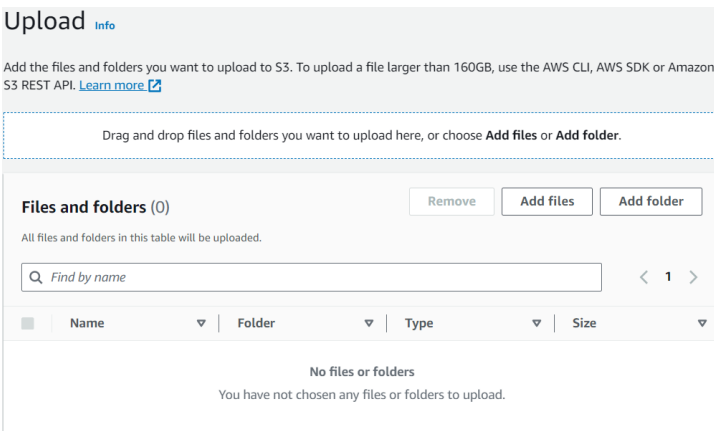 Upload Info
Add the files and folders you want to upload to S3. To upload a file larger than 160GB, use the AWS CLI, AWS SDK or Amazon
S3 REST API. Learn more
Drag and drop files and folders you want to upload here, or choose Add files or Add folder.
Files and folders (0)
Remove Add files Add folder
All files and folders in this table will be uploaded.
Find by name
1
Name Folder Type Size
No files or folders
You have not chosen any files or folders to upload.